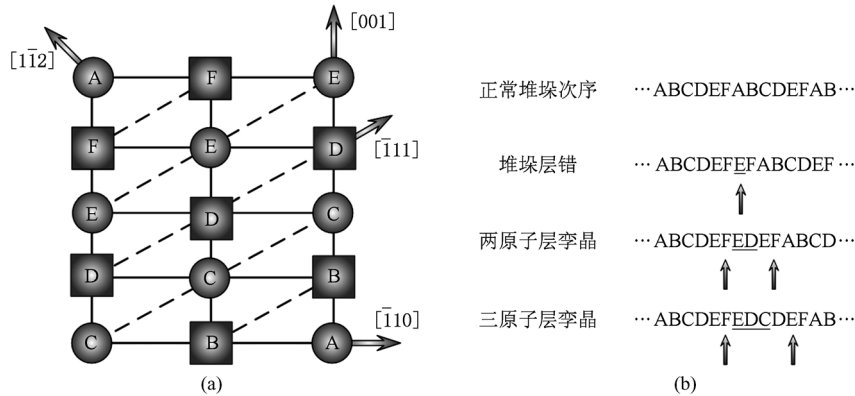 [11̅2]
[001]
A F E
F E D
[1̅11]
E D C
D C B
C B A
[1̅10]
(a)
正常堆垛次序 ···ABCDEFABCDEFAB···
堆垛层错 ···ABCDEFEFABCDEF···
两原子层孪晶 ···ABCDEFEDEFABCD···
三原子层孪晶 ···ABCDEFEDCDEFAB···
(b)